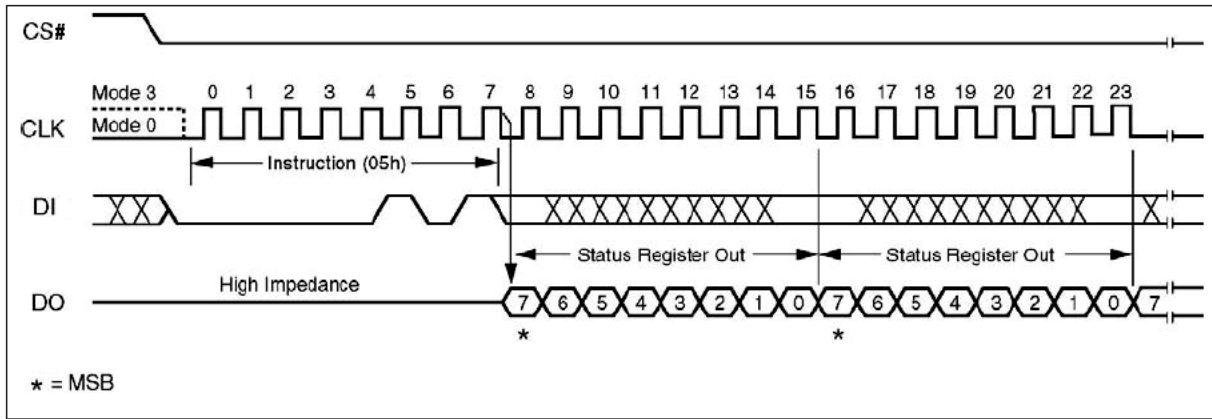 CS#
Mode 3
0 1 2 3 4 5 6 7 8 9 10 11 12 13 14 15 16 17 18 19 20 21 22 23
CLK
Mode 0
Instruction (05h)
DI
Status Register Out
Status Register Out
High Impedance
DO
7 6 5 4 3 2 1 0 7 6 5 4 3 2 1 0 7
* *
* = MSB